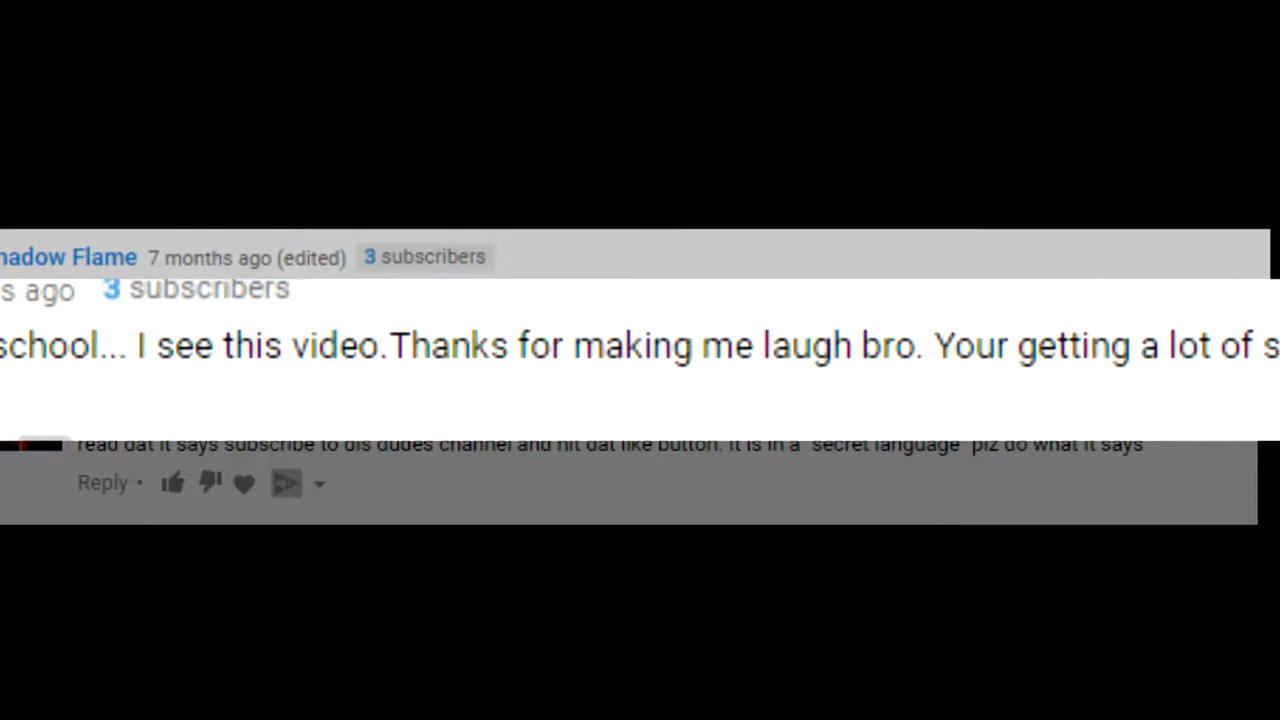 hadow Flame 7 months ago (edited) 3 subscribers
s ago 3 subscribers
school... I see this video.Thanks for making me laugh bro. Your getting a lot of s
read dat it says subscribe to dis dudes channel and hit dat like button. It is in a "secret language" plz do what it says
Reply •